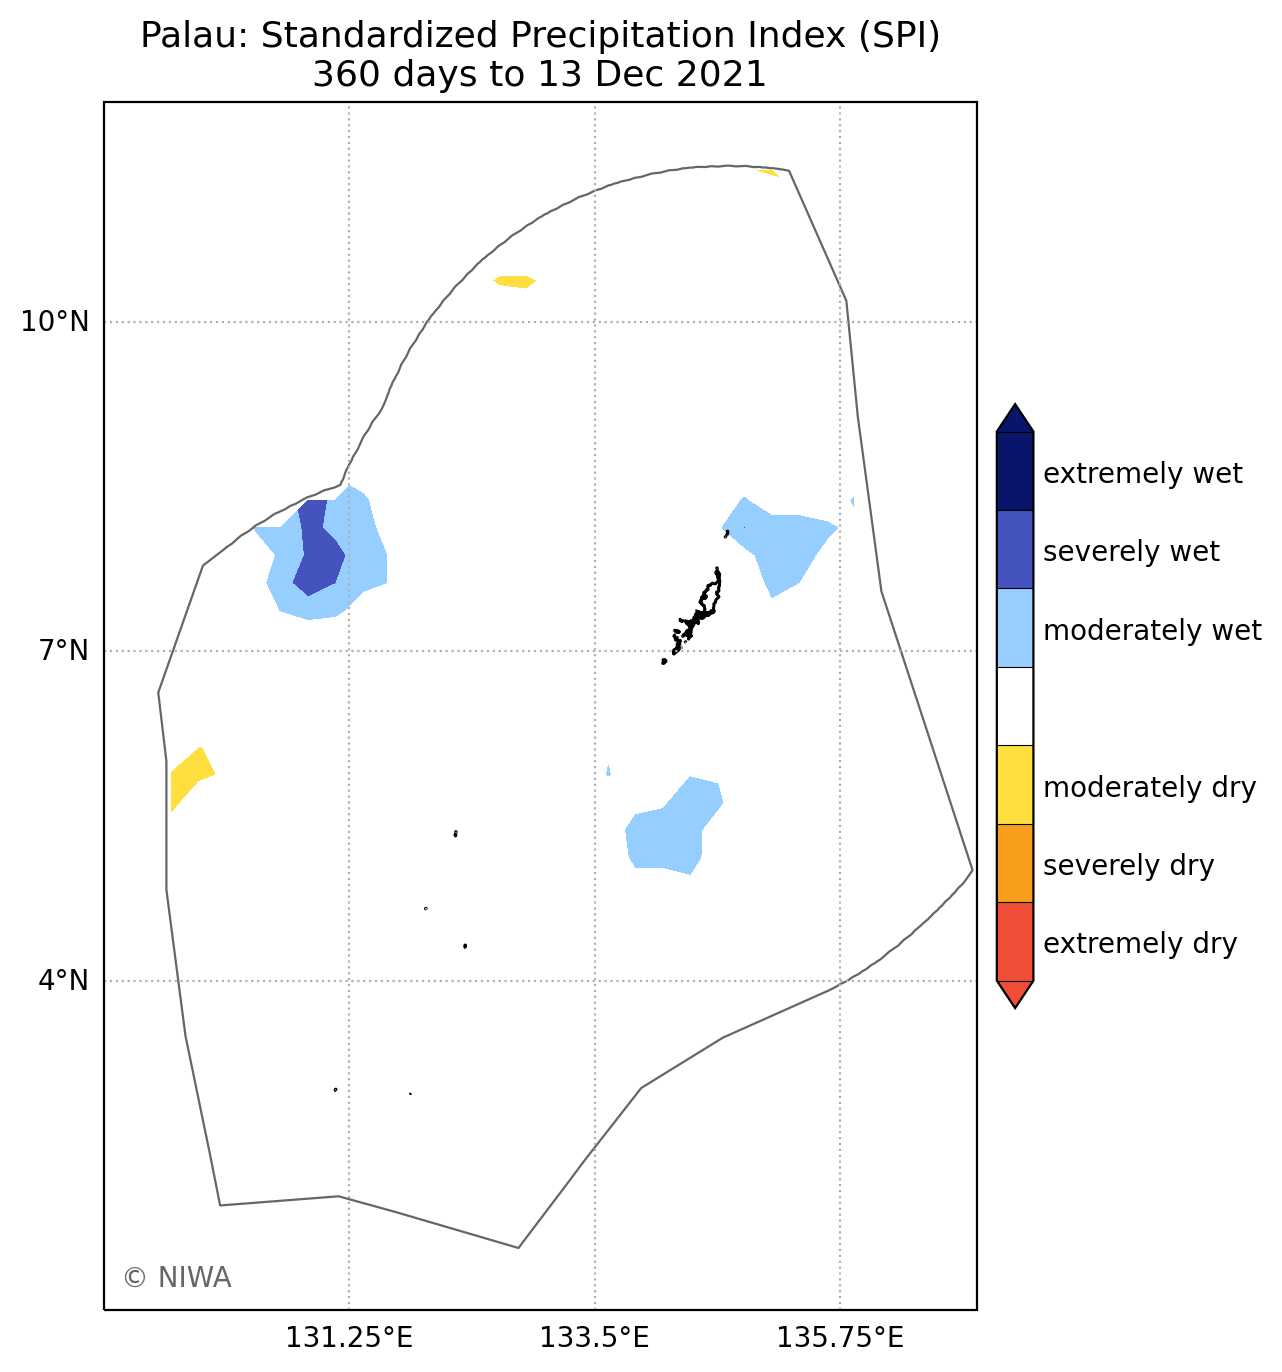 Palau: Standardized Precipitation Index (SPI)
360 days to 13 Dec 2021
10°N
7°N
4°N
131.25°E
133.5°E
135.75°E
extremely wet
severely wet
moderately wet
moderately dry
severely dry
extremely dry
© NIWA